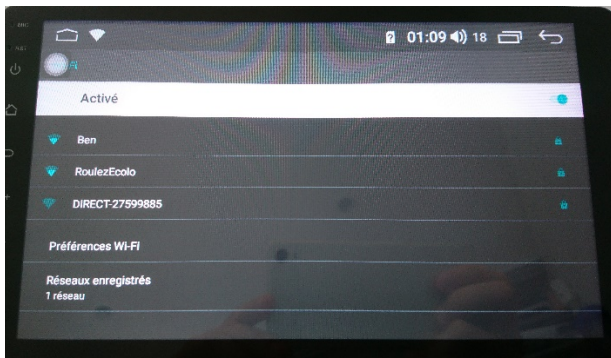 01:09 18
Activé
Ben
RoulezEcolo
DIRECT-27599885
Préférences Wi-Fi
Réseaux enregistrés
1 réseau